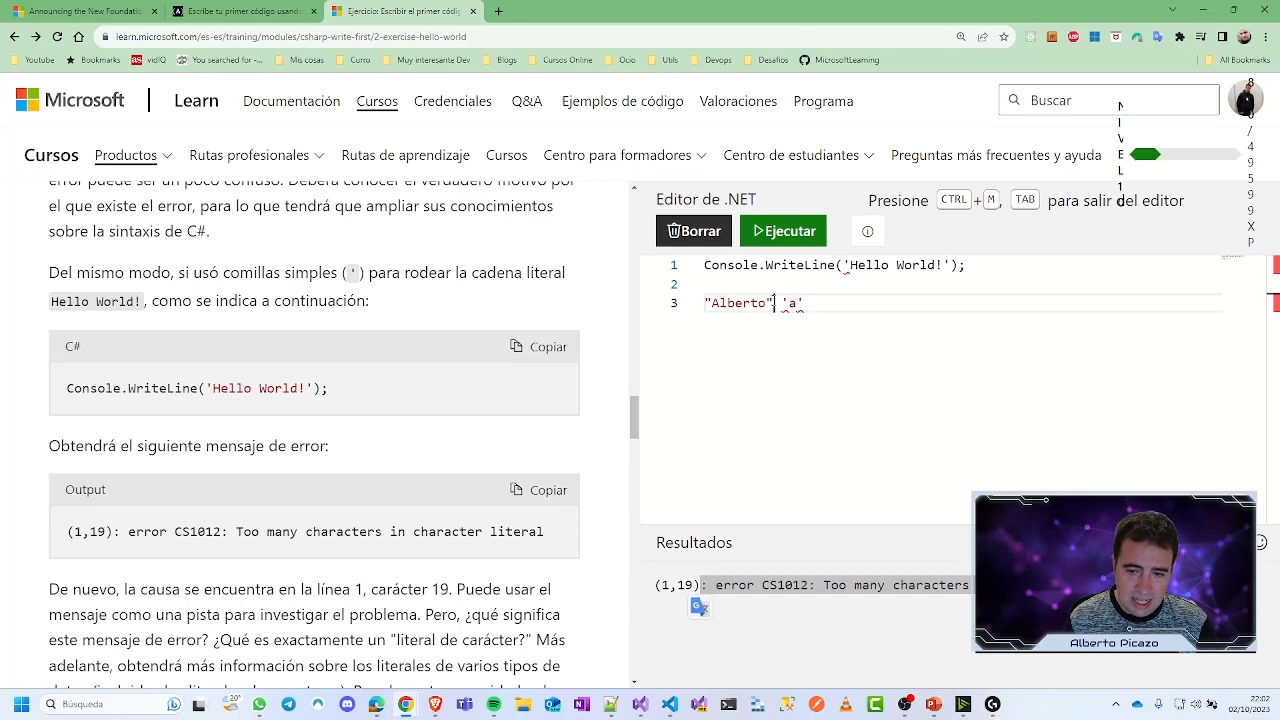 Announcing the New Foundatio
Escribe tu primer código usando
Ejercicio: Escribir el primer códig
learn.microsoft.com/es-es/training/modules/csharp-write-first/2-exercise-hello-world
Youtube
Bookmarks
vidIQ
You searched for -...
Mis cosas
Curro
Muy interesante Dev
Blogs
Cursos Online
Ocio
Utils
Devops
Desafios
MicrosoftLearning
All Bookmarks
Microsoft
Learn
Documentación
Cursos
Credenciales
Q&A
Ejemplos de código
Valoraciones
Programa
Buscar
Cursos
Productos
Rutas profesionales
Rutas de aprendizaje
Cursos
Centro para formadores
Centro de estudiantes
Preguntas más frecuentes y ayuda
error puede ser un poco confuso. Deberá conocer el verdadero motivo por
el que existe el error, para lo que tendrá que ampliar sus conocimientos
sobre la sintaxis de C#.
Del mismo modo, si usó comillas simples (') para rodear la cadena literal
Hello World!, como se indica a continuación:
C#
Copiar
Console.WriteLine('Hello World!');
Obtendrá el siguiente mensaje de error:
Output
Copiar
(1,19): error CS1012: Too many characters in character literal
De nuevo, la causa se encuentra en la línea 1, carácter 19. Puede usar el
mensaje como una pista para investigar el problema. Pero, ¿qué significa
este mensaje de error? ¿Qué es exactamente un "literal de carácter?" Más
adelante, obtendrá más información sobre los literales de varios tipos de
Editor de .NET
Presione CTRL + M, TAB para salir del editor
Borrar
Ejecutar
1 Console.WriteLine('Hello World!');
2
3 "Alberto" 'a'
Resultados
(1,19): error CS1012: Too many characters
Alberto Picazo
Búsqueda
20°
22:02
02/10/2023